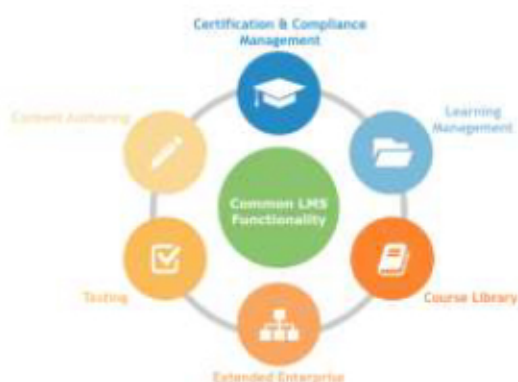 Certification & Compliance
Management
Content Authoring
Learning
Management
Common LMS
Functionality
Testing
Course Library
Extended Enterprise